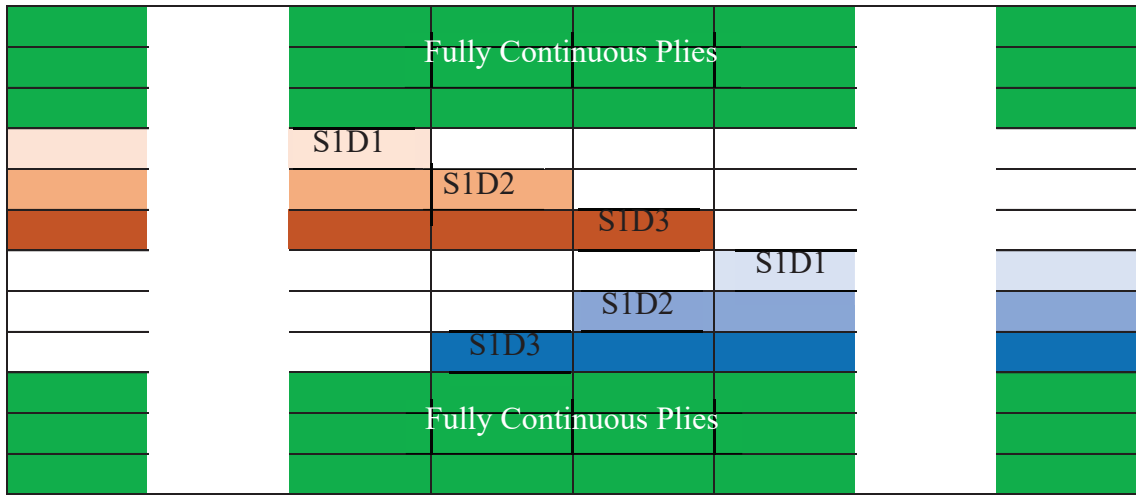 Fully Continuous Plies
S1D1
S1D2
S1D3
S1D1
S1D2
S1D3
Fully Continuous Plies